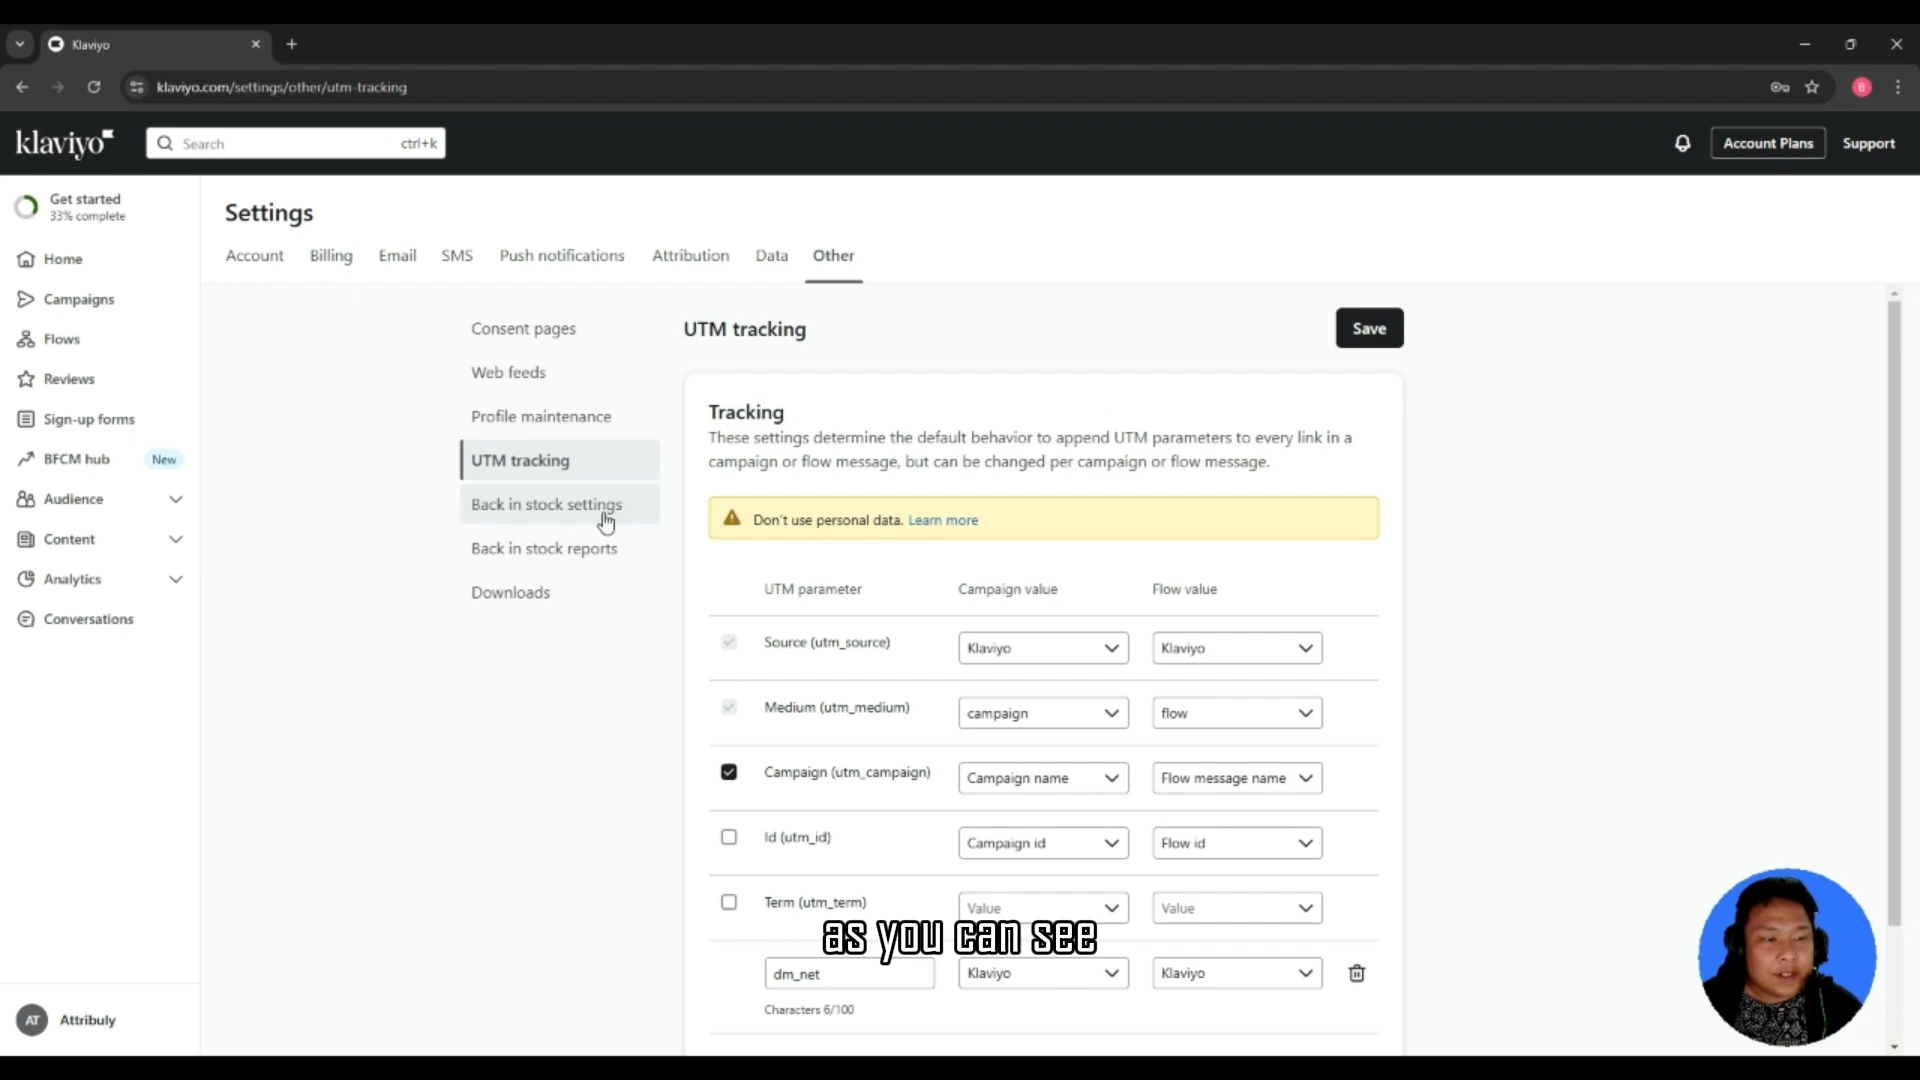 Klaviyo
klaviyo.com/settings/other/utm-tracking
B
klaviyo
Search
ctrl+k
Account Plans
Support
Get started
33% complete
Home
Campaigns
Flows
Reviews
Sign-up forms
BFCM hub
New
Audience
Content
Analytics
Conversations
AT
Attribuly
Settings
Account
Billing
Email
SMS
Push notifications
Attribution
Data
Other
Consent pages
Web feeds
Profile maintenance
UTM tracking
Back in stock settings
Back in stock reports
Downloads
UTM tracking
Save
Tracking
These settings determine the default behavior to append UTM parameters to every link in a
campaign or flow message, but can be changed per campaign or flow message.
Don't use personal data. Learn more
UTM parameter
Campaign value
Flow value
Source (utm_source)
Klaviyo
Klaviyo
Medium (utm_medium)
campaign
flow
Campaign (utm_campaign)
Campaign name
Flow message name
Id (utm_id)
Campaign id
Flow id
Term (utm_term)
Value
Value
as you can see
dm_net
Klaviyo
Klaviyo
Characters 6/100